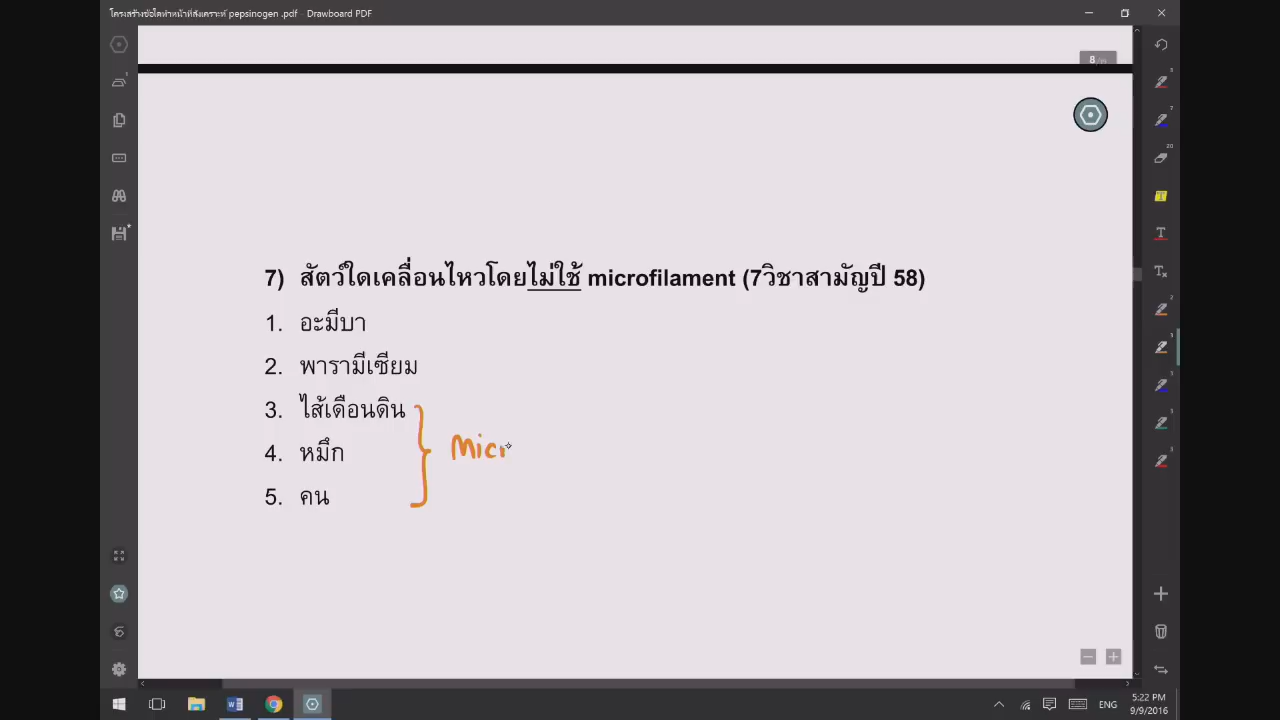 โครงสร้างข้อใดทำหน้าที่สังเคราะห์ pepsinogen .pdf - Drawboard PDF
8
7) สัตว์ใดเคลื่อนไหวโดยไม่ใช้ microfilament (7วิชาสามัญปี 58)
1. อะมีบา
2. พารามีเซียม
3. ไส้เดือนดิน
4. หมึก
5. คน
Micr
ENG
5:22 PM
9/9/2016